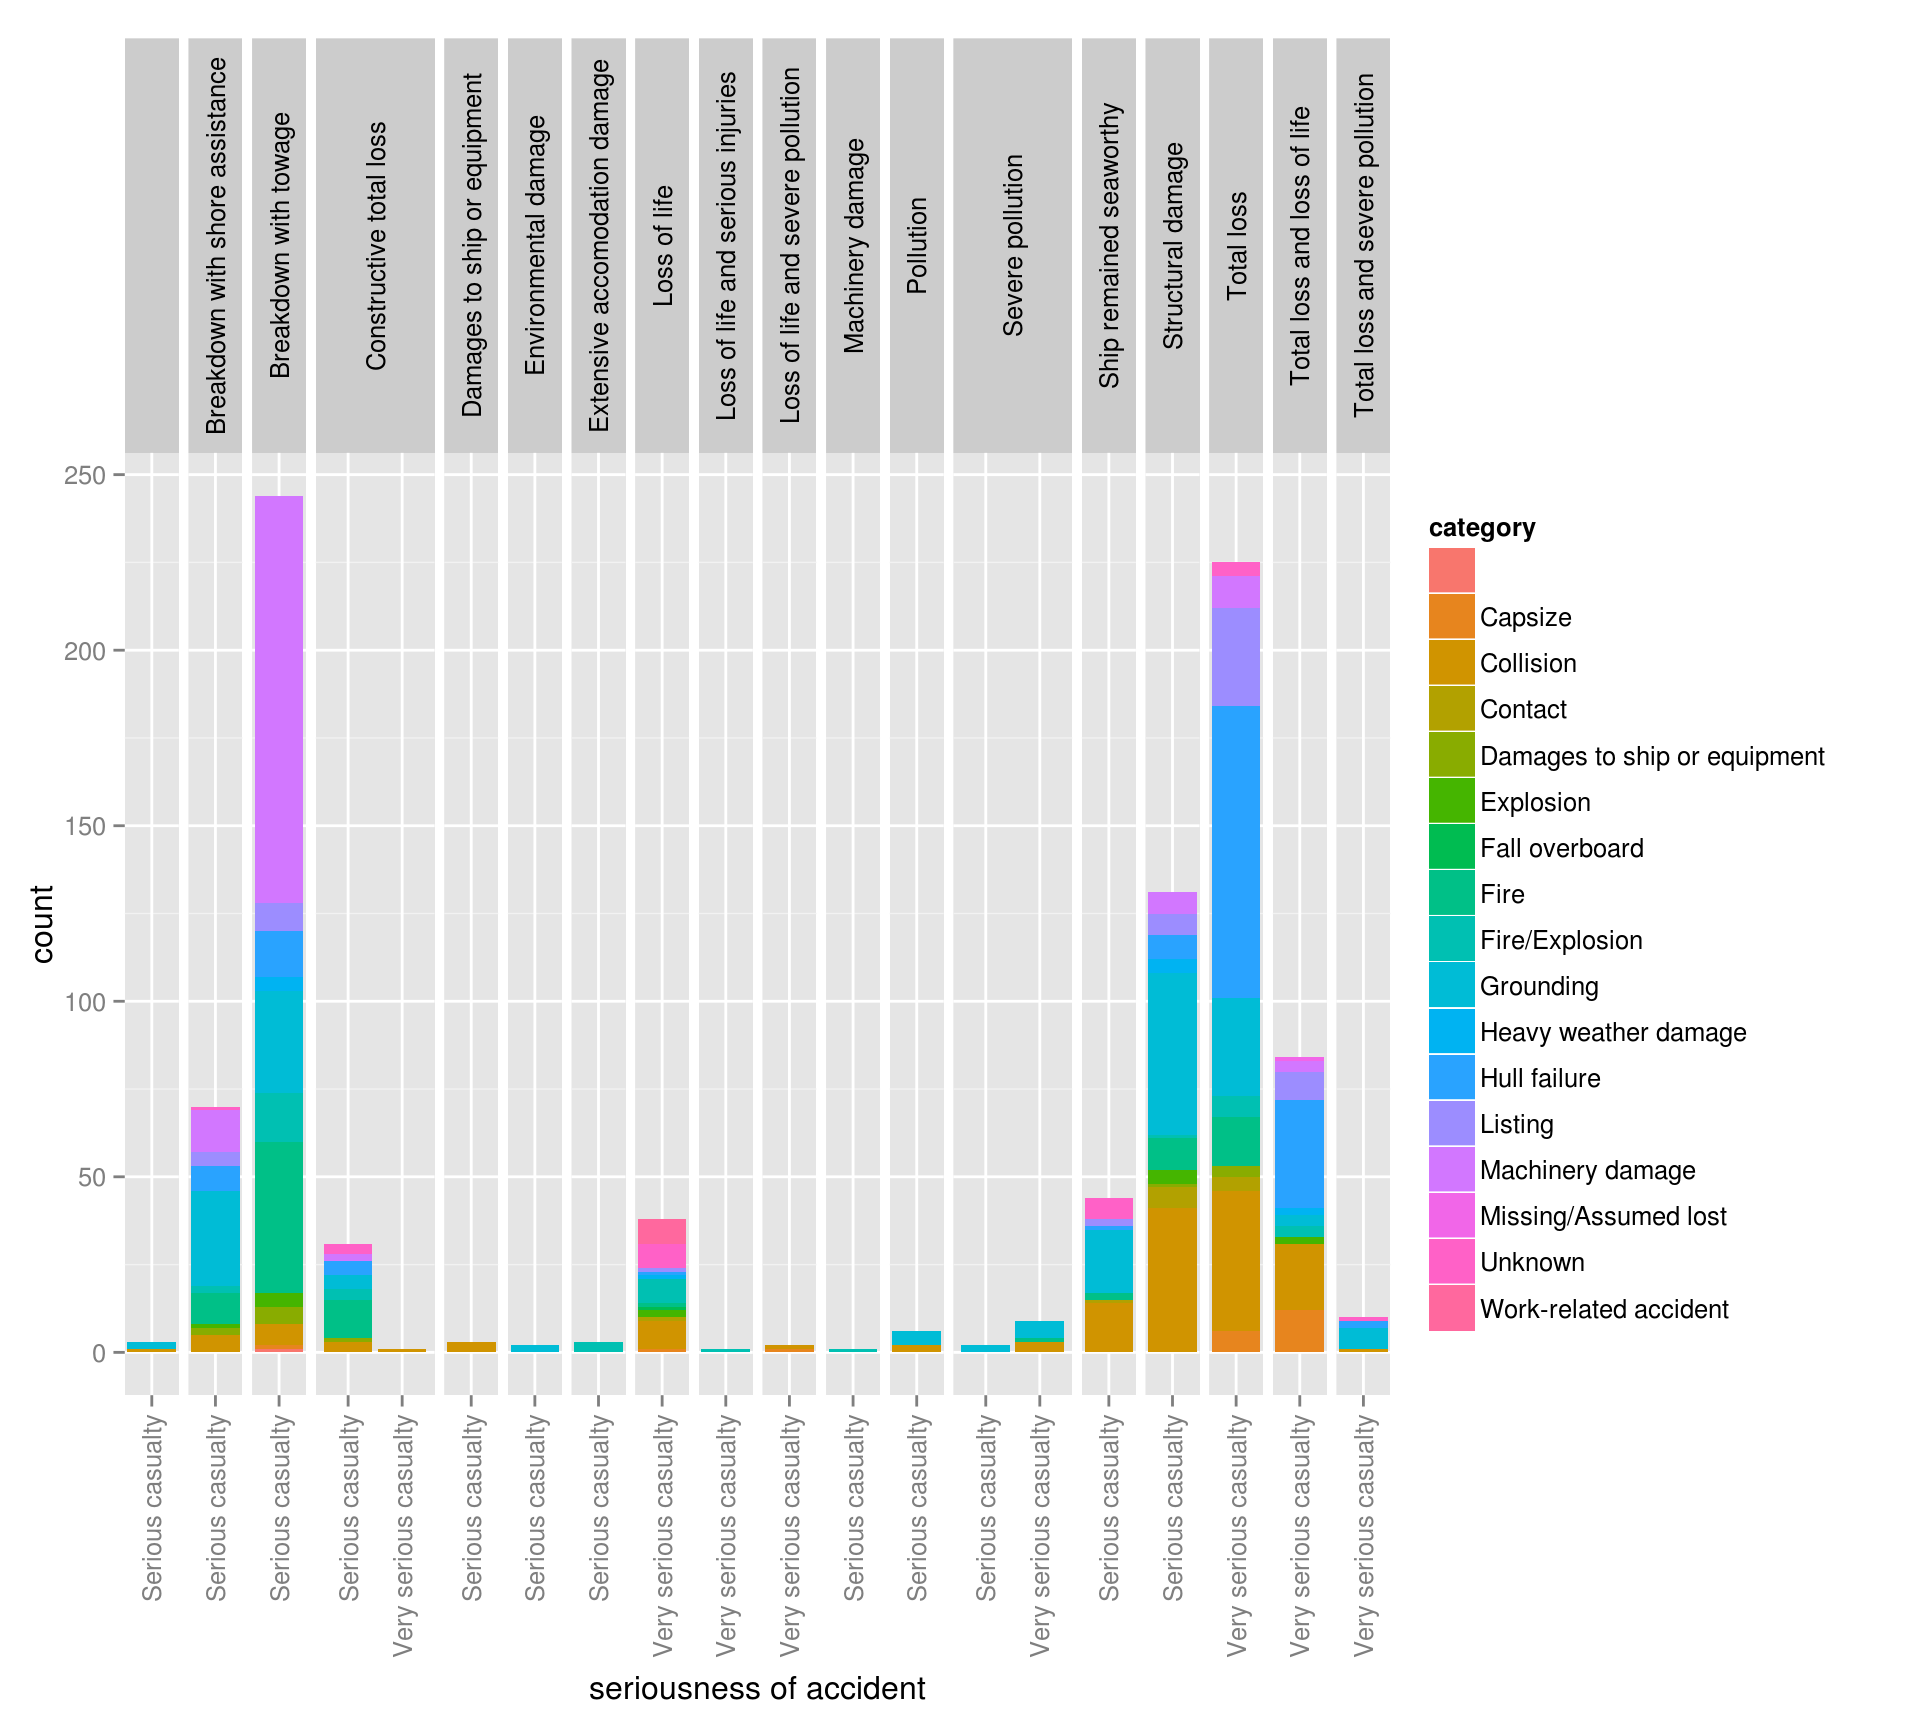 Breakdown with shore assistance
Breakdown with towage
Constructive total loss
Damages to ship or equipment
Environmental damage
Extensive accomodation damage
Loss of life
Loss of life and serious injuries
Loss of life and severe pollution
Machinery damage
Pollution
Severe pollution
Ship remained seaworthy
Structural damage
Total loss
Total loss and loss of life
Total loss and severe pollution
250
200
150
100
50
0
count
category
Capsize
Collision
Contact
Damages to ship or equipment
Explosion
Fall overboard
Fire
Fire/Explosion
Grounding
Heavy weather damage
Hull failure
Listing
Machinery damage
Missing/Assumed lost
Unknown
Work-related accident
Serious casualty
Serious casualty
Serious casualty
Serious casualty
Very serious casualty
Serious casualty
Serious casualty
Serious casualty
Very serious casualty
Very serious casualty
Very serious casualty
Serious casualty
Serious casualty
Serious casualty
Very serious casualty
Serious casualty
Serious casualty
Very serious casualty
Very serious casualty
Very serious casualty
seriousness of accident